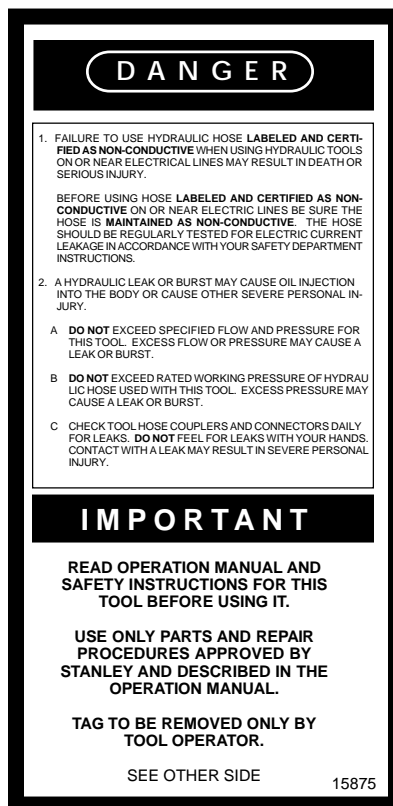 DANGER
1. FAILURE TO USE HYDRAULIC HOSE LABELED AND CERTI-
FIED AS NON-CONDUCTIVE WHEN USING HYDRAULIC TOOLS
ON OR NEAR ELECTRICAL LINES MAY RESULT IN DEATH OR
SERIOUS INJURY.
BEFORE USING HOSE LABELED AND CERTIFIED AS NON-
CONDUCTIVE ON OR NEAR ELECTRIC LINES BE SURE THE
HOSE IS MAINTAINED AS NON-CONDUCTIVE. THE HOSE
SHOULD BE REGULARLY TESTED FOR ELECTRIC CURRENT
LEAKAGE IN ACCORDANCE WITH YOUR SAFETY DEPARTMENT
INSTRUCTIONS.
2. A HYDRAULIC LEAK OR BURST MAY CAUSE OIL INJECTION
INTO THE BODY OR CAUSE OTHER SEVERE PERSONAL IN-
JURY.
A DO NOT EXCEED SPECIFIED FLOW AND PRESSURE FOR
THIS TOOL. EXCESS FLOW OR PRESSURE MAY CAUSE A
LEAK OR BURST.
B DO NOT EXCEED RATED WORKING PRESSURE OF HYDRAU
LIC HOSE USED WITH THIS TOOL. EXCESS PRESSURE MAY
CAUSE A LEAK OR BURST.
C CHECK TOOL HOSE COUPLERS AND CONNECTORS DAILY
FOR LEAKS. DO NOT FEEL FOR LEAKS WITH YOUR HANDS.
CONTACT WITH A LEAK MAY RESULT IN SEVERE PERSONAL
INJURY.
IMPORTANT
READ OPERATION MANUAL AND
SAFETY INSTRUCTIONS FOR THIS
TOOL BEFORE USING IT.
USE ONLY PARTS AND REPAIR
PROCEDURES APPROVED BY
STANLEY AND DESCRIBED IN THE
OPERATION MANUAL.
TAG TO BE REMOVED ONLY BY
TOOL OPERATOR.
SEE OTHER SIDE
15875